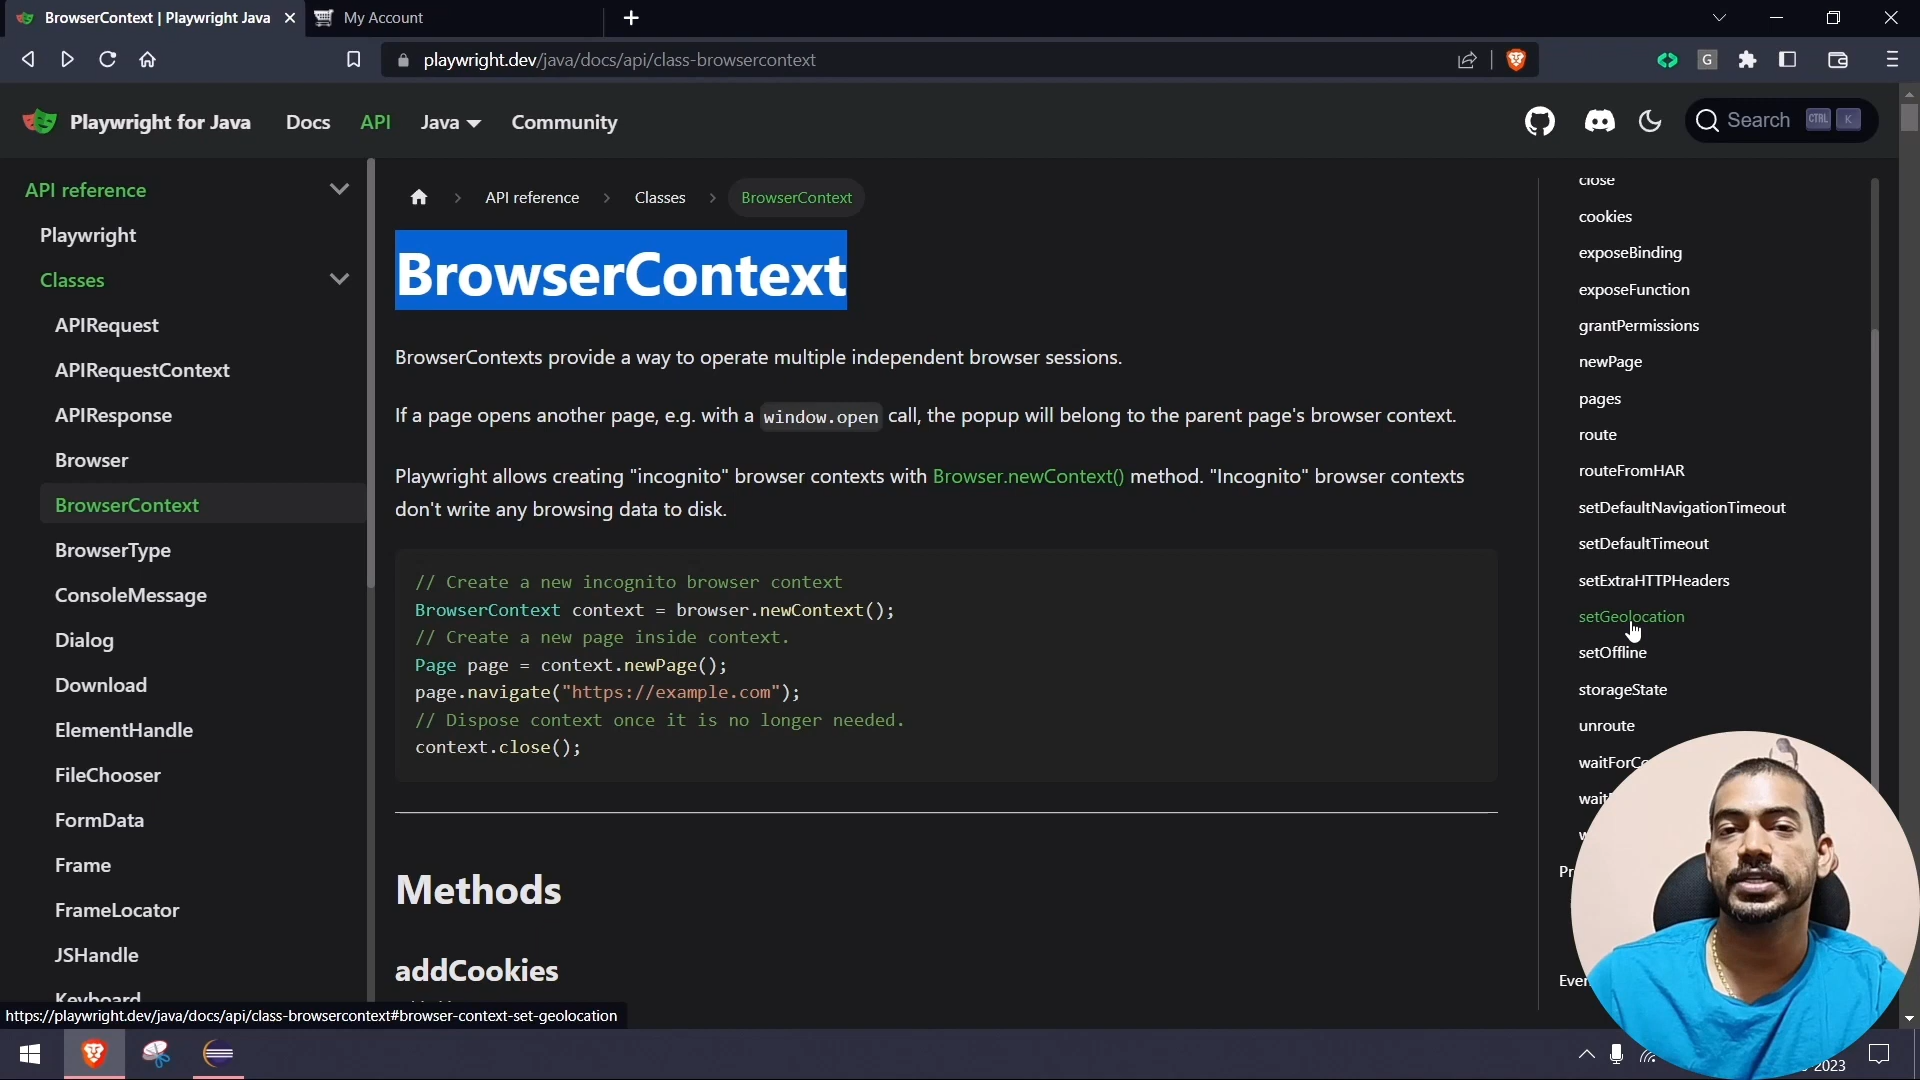 BrowserContext | Playwright Java
My Account
playwright.dev/java/docs/api/class-browsercontext
G
Playwright for Java
Docs
API
Java
Community
Search
CTRL
K
API reference
Playwright
Classes
APIRequest
APIRequestContext
APIResponse
Browser
BrowserContext
BrowserType
ConsoleMessage
Dialog
Download
ElementHandle
FileChooser
FormData
Frame
FrameLocator
JSHandle
Keyboard
API reference
Classes
BrowserContext
BrowserContext
BrowserContexts provide a way to operate multiple independent browser sessions.
If a page opens another page, e.g. with a window.open call, the popup will belong to the parent page's browser context.
Playwright allows creating "incognito" browser contexts with Browser.newContext() method. "Incognito" browser contexts
don't write any browsing data to disk.
// Create a new incognito browser context
BrowserContext context = browser.newContext();
// Create a new page inside context.
Page page = context.newPage();
page.navigate("https://example.com");
// Dispose context once it is no longer needed.
context.close();
Methods
addCookies
close
cookies
exposeBinding
exposeFunction
grantPermissions
newPage
pages
route
routeFromHAR
setDefaultNavigationTimeout
setDefaultTimeout
setExtraHTTPHeaders
setGeolocation
setOffline
storageState
unroute
https://playwright.dev/java/docs/api/class-browsercontext#browser-context-set-geolocation
2023